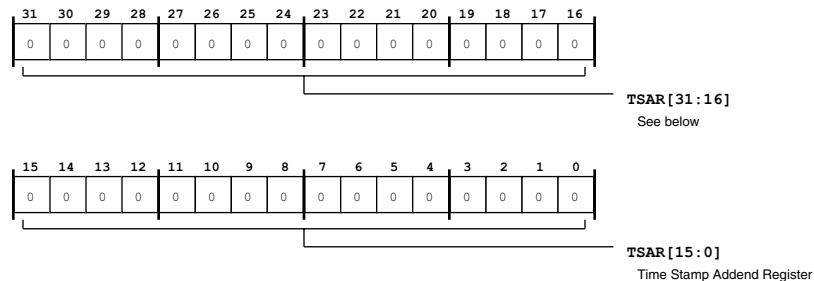 31 30 29 28 27 26 25 24 23 22 21 20 19 18 17 16
0 0 0 0 0 0 0 0 0 0 0 0 0 0 0 0
TSAR[31:16]
See below
15 14 13 12 11 10 9 8 7 6 5 4 3 2 1 0
0 0 0 0 0 0 0 0 0 0 0 0 0 0 0 0
TSAR[15:0]
Time Stamp Addend Register